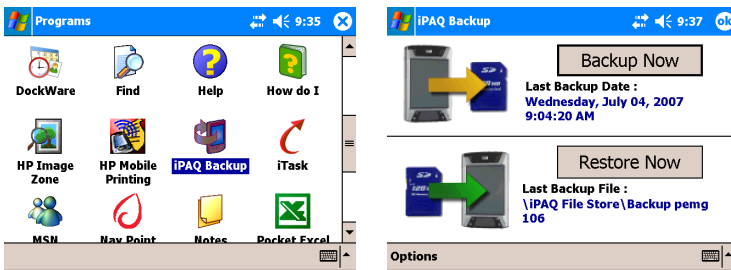 Programs 9:35
DockWare Find Help How do I
HP Image HP Mobile iPAQ Backup iTask
Zone Printing
MSN Nav Point Notes Pocket Excel
iPAQ Backup 9:37 ok
Backup Now
Last Backup Date :
Wednesday, July 04, 2007
9:04:20 AM
Restore Now
Last Backup File :
\iPAQ File Store\Backup pemg
106
Options